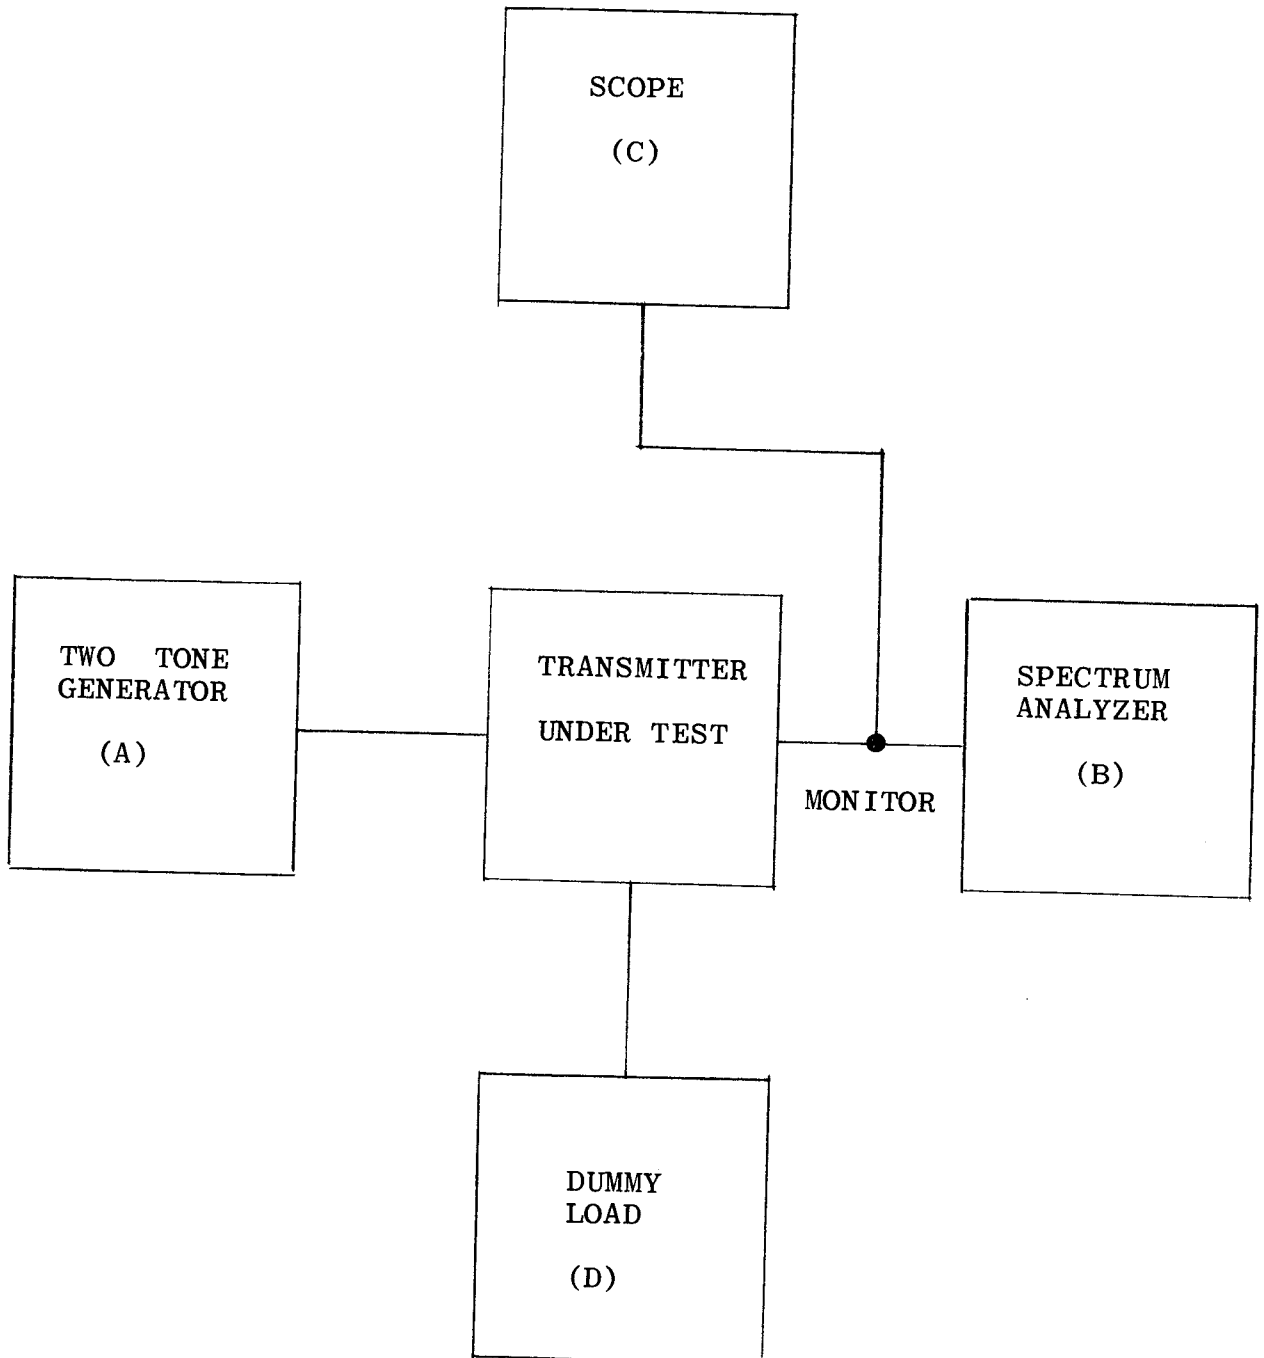 SCOPE
(C)
TWO TONE
GENERATOR
(A)
TRANSMITTER
UNDER TEST
MONITOR
SPECTRUM
ANALYZER
(B)
DUMMY
LOAD
(D)